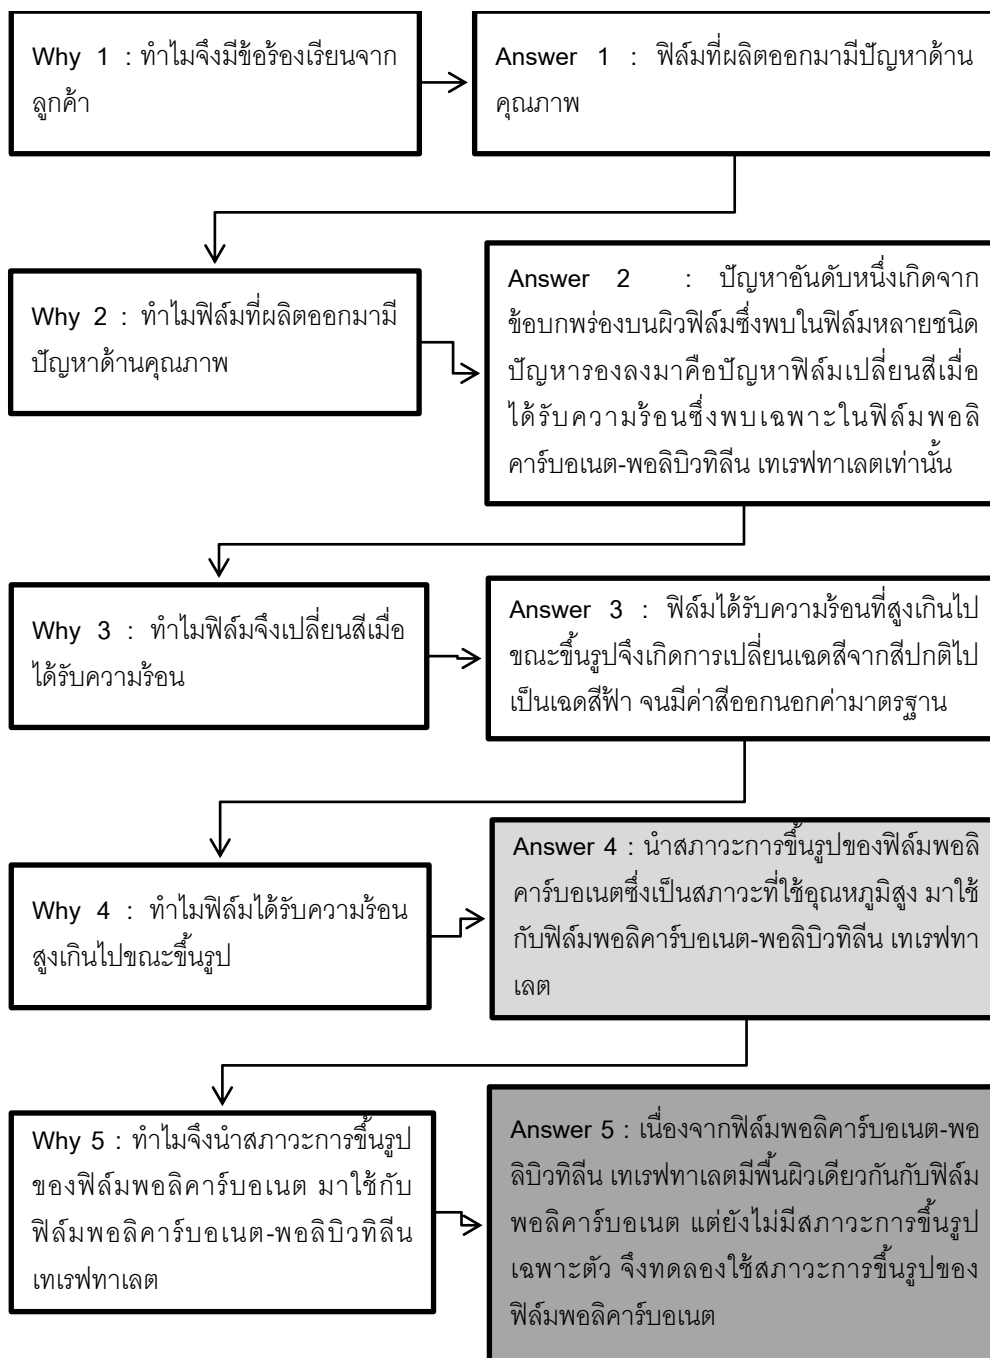 Why 1 : ทำไมจึงมีข้อร้องเรียนจาก
ลูกค้า
Answer 1 : ฟิล์มที่ผลิตออกมามีปัญหาด้าน
คุณภาพ
Why 2 : ทำไมฟิล์มที่ผลิตออกมามี
ปัญหาด้านคุณภาพ
Answer 2 : ปัญหาอันดับหนึ่งเกิดจาก
ข้อบกพร่องบนผิวฟิล์มซึ่งพบในฟิล์มหลายชนิด
ปัญหารองลงมาคือปัญหาฟิล์มเปลี่ยนสีเมื่อ
ได้รับความร้อนซึ่งพบเฉพาะในฟิล์มพอลิ
คาร์บอเนต-พอลิบิวทิลีน เทเรฟทาเลตเท่านั้น
Why 3 : ทำไมฟิล์มจึงเปลี่ยนสีเมื่อ
ได้รับความร้อน
Answer 3 : ฟิล์มได้รับความร้อนที่สูงเกินไป
ขณะขึ้นรูปจึงเกิดการเปลี่ยนเฉดสีจากสีปกติไป
เป็นเฉดสีฟ้า จนมีค่าสีออกนอกค่ามาตรฐาน
Why 4 : ทำไมฟิล์มได้รับความร้อน
สูงเกินไปขณะขึ้นรูป
Answer 4 : นำสภาวะการขึ้นรูปของฟิล์มพอลิ
คาร์บอเนตซึ่งเป็นสภาวะที่ใช้อุณหภูมิสูง มาใช้
กับฟิล์มพอลิคาร์บอเนต-พอลิบิวทิลีน เทเรฟทา
เลต
Why 5 : ทำไมจึงนำสภาวะการขึ้นรูป
ของฟิล์มพอลิคาร์บอเนต มาใช้กับ
ฟิล์มพอลิคาร์บอเนต-พอลิบิวทิลีน
เทเรฟทาเลต
Answer 5 : เนื่องจากฟิล์มพอลิคาร์บอเนต-พอ
ลิบิวทิลีน เทเรฟทาเลตมีพื้นผิวเดียวกันกับฟิล์ม
พอลิคาร์บอเนต แต่ยังไม่มีสภาวะการขึ้นรูป
เฉพาะตัว จึงทดลองใช้สภาวะการขึ้นรูปของ
ฟิล์มพอลิคาร์บอเนต